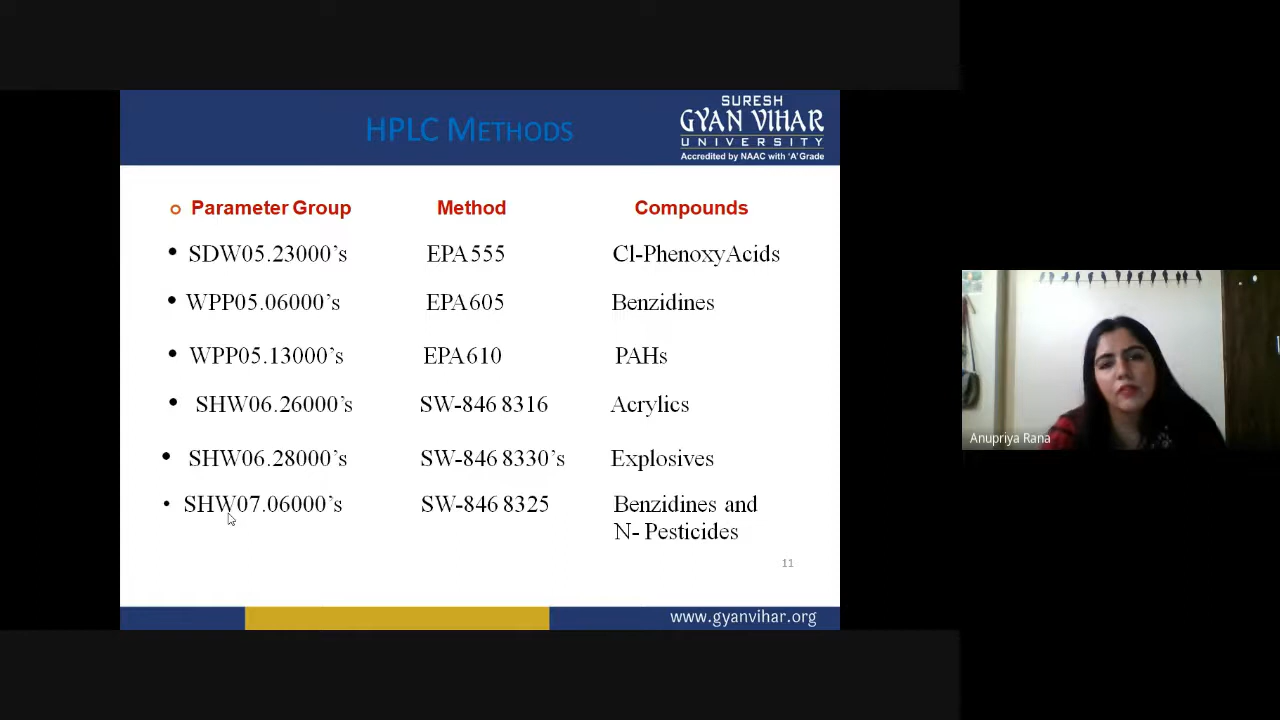 HPLC METHODS
SURESH
GYAN VIHAR
UNIVERSITY
Accredited by NAAC with 'A' Grade
Parameter Group Method Compounds
SDW05.23000's EPA 555 Cl-Phenoxy Acids
WPP05.06000's EPA 605 Benzidines
WPP05.13000's EPA 610 PAHs
SHW06.26000's SW-846 8316 Acrylics
SHW06.28000's SW-846 8330's Explosives
SHW07.06000's SW-846 8325 Benzidines and
N- Pesticides
11
www.gyanvihar.org
Anupriya Rana